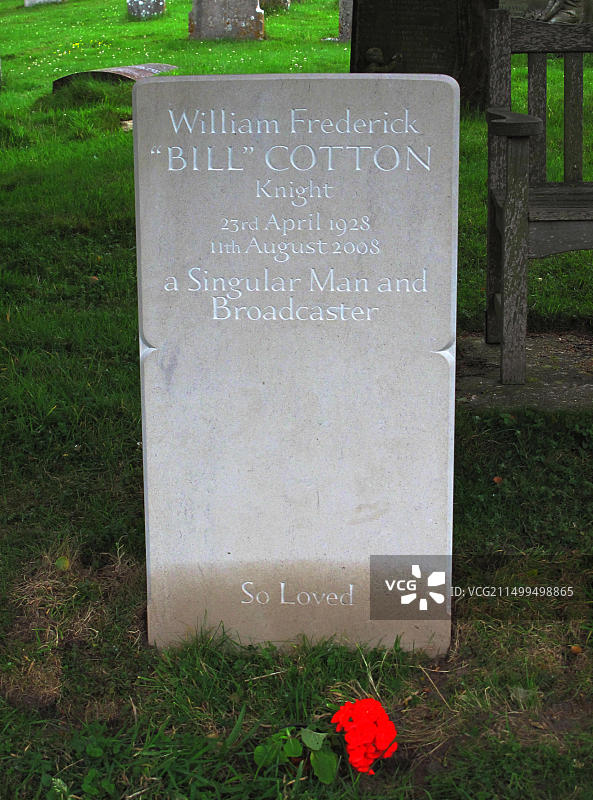 William Frederick
“BILL” COTTON
Knight
23rd April 1928
11th August 2008
a Singular Man and
Broadcaster
So Loved
VCG
ID:VCG211499498865